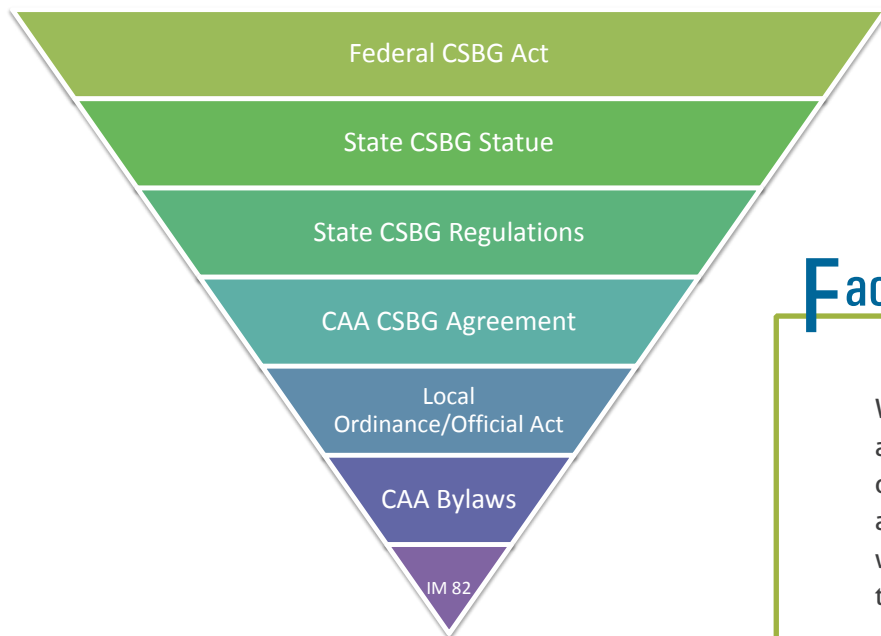 Federal CSBG Act
State CSBG Statue
State CSBG Regulations
CAA CSBG Agreement
Local
Ordinance/Official Act
CAA Bylaws
IM 82